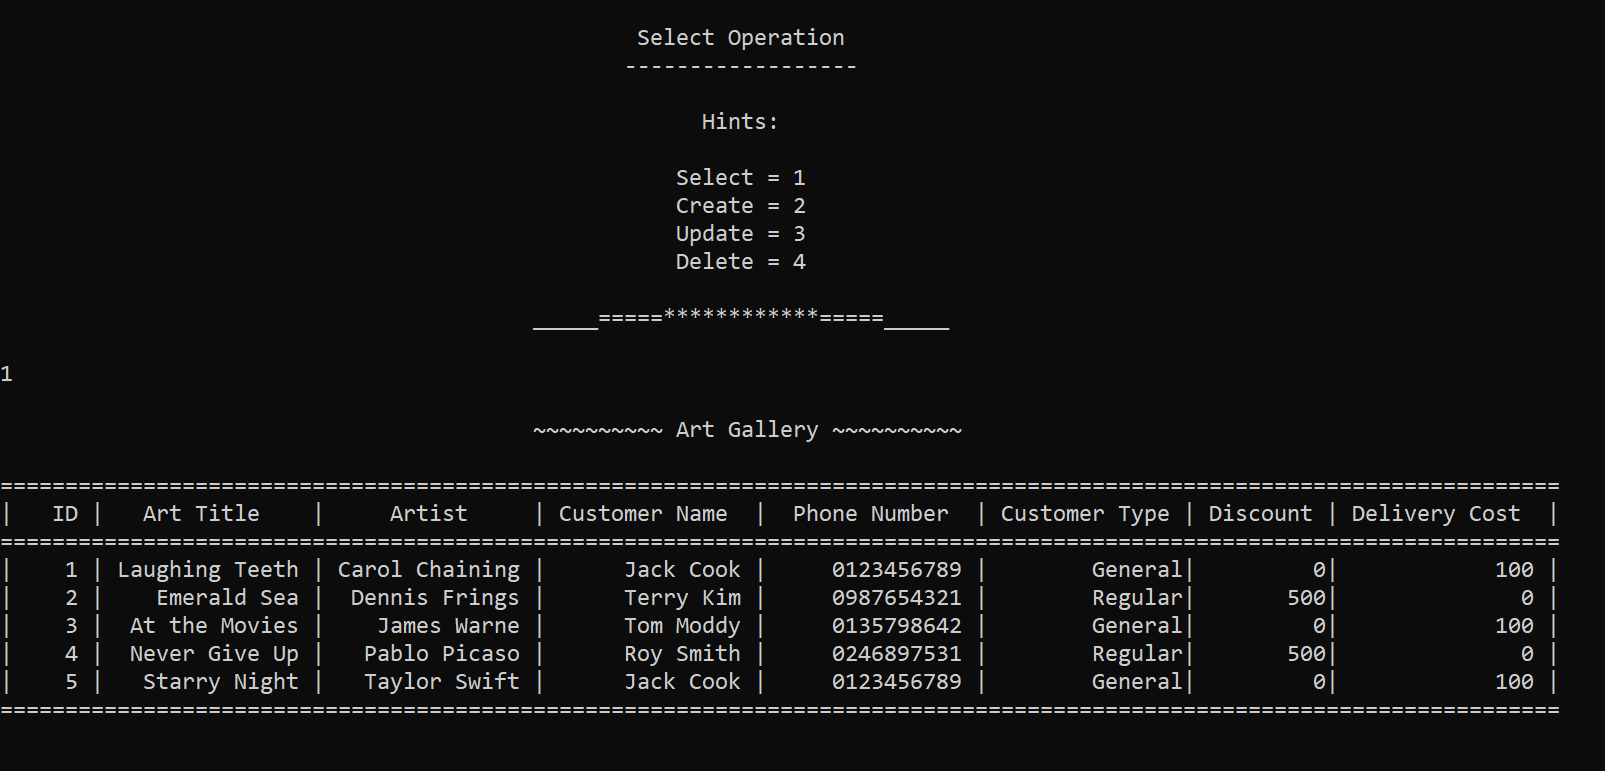 Select Operation
------------------
Hints:
Select = 1
Create = 2
Update = 3
Delete = 4
_____=====************=====_____
1
~~~~~~~~~~ Art Gallery ~~~~~~~~~~
========================================================================================================================
|   ID |   Art Title    |     Artist     | Customer Name  |  Phone Number  | Customer Type | Discount | Delivery Cost  |
========================================================================================================================
|    1 | Laughing Teeth | Carol Chaining |      Jack Cook |     0123456789 |        General|         0|            100 |
|    2 |    Emerald Sea |  Dennis Frings |      Terry Kim |     0987654321 |        Regular|       500|              0 |
|    3 |  At the Movies |    James Warne |      Tom Moddy |     0135798642 |        General|         0|            100 |
|    4 |  Never Give Up |   Pablo Picaso |      Roy Smith |     0246897531 |        Regular|       500|              0 |
|    5 |   Starry Night |   Taylor Swift |      Jack Cook |     0123456789 |        General|         0|            100 |
========================================================================================================================